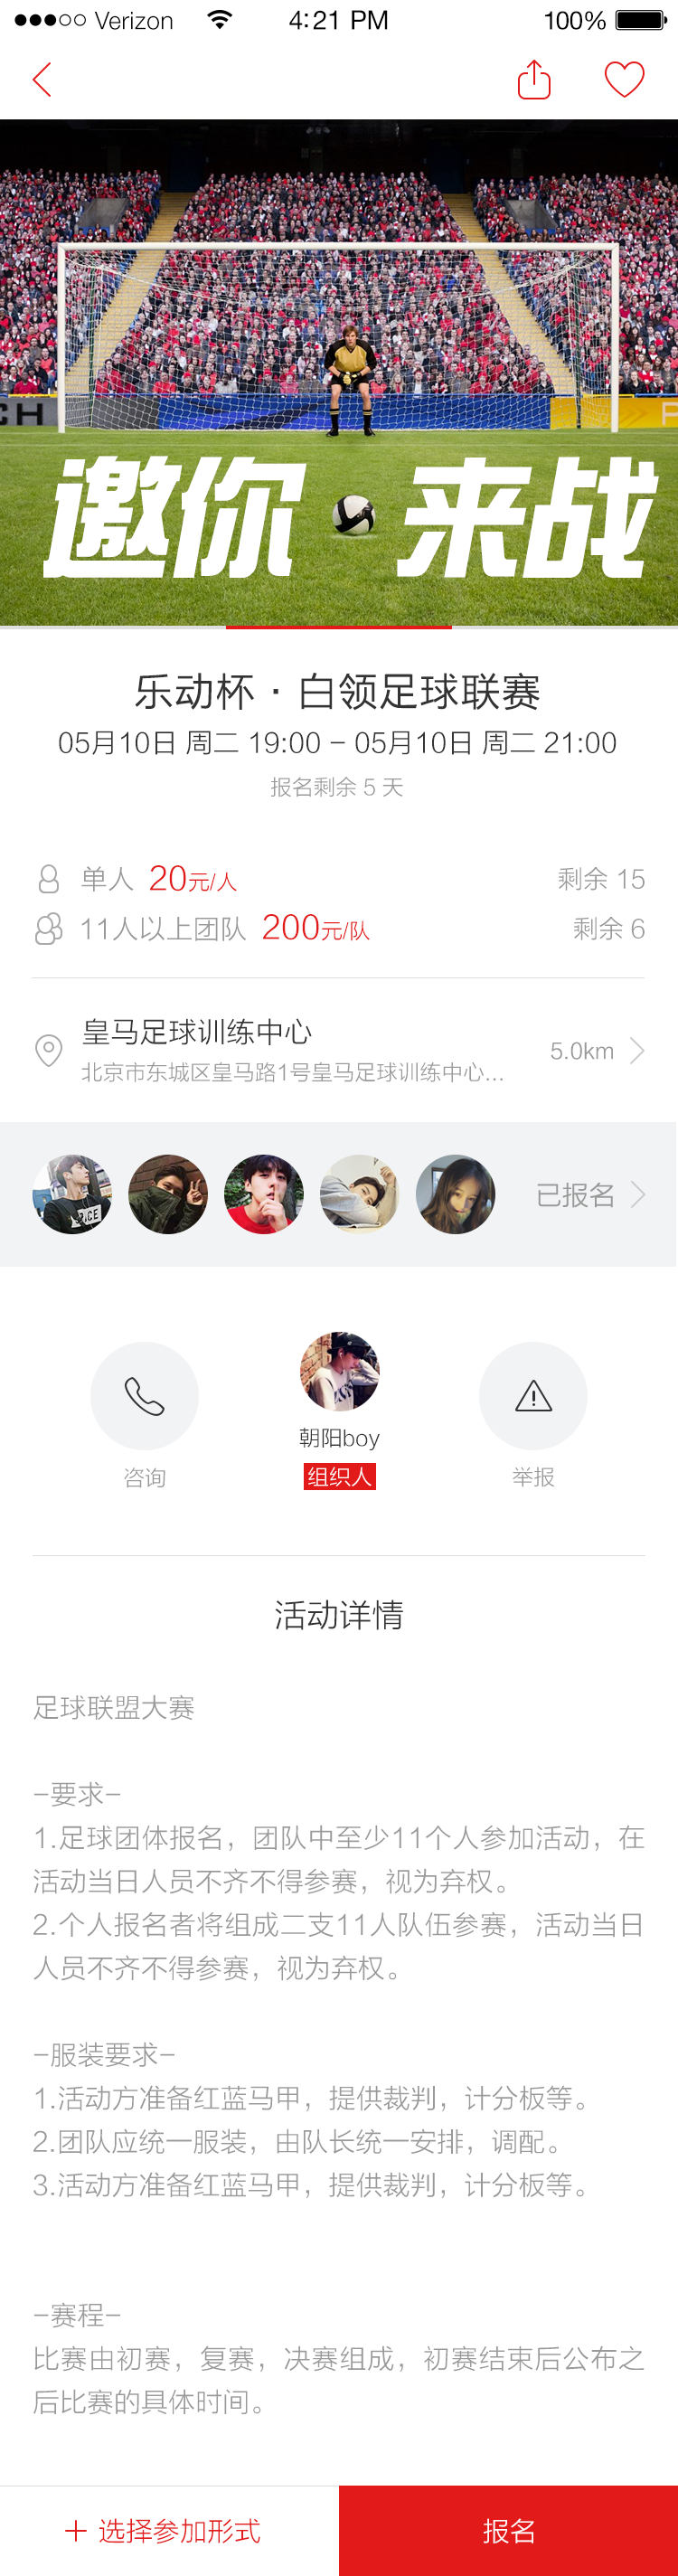 Verizon 4:21 PM 100%
CH
邀你 来战
乐动杯 · 白领足球联赛
05月10日 周二 19:00 - 05月10日 周二 21:00
报名剩余 5 天
单人 20元/人 剩余 15
11人以上团队 200元/队 剩余 6
皇马足球训练中心
北京市东城区皇马路1号皇马足球训练中心...
5.0km
已报名
咨询
朝阳boy
组织人
举报
活动详情
足球联盟大赛
-要求-
1.足球团体报名，团队中至少11个人参加活动，在
活动当日人员不齐不得参赛，视为弃权。
2.个人报名者将组成二支11人队伍参赛，活动当日
人员不齐不得参赛，视为弃权。
-服装要求-
1.活动方准备红蓝马甲，提供裁判，计分板等。
2.团队应统一服装，由队长统一安排，调配。
3.活动方准备红蓝马甲，提供裁判，计分板等。
-赛程-
比赛由初赛，复赛，决赛组成，初赛结束后公布之
后比赛的具体时间。
+ 选择参加形式
报名